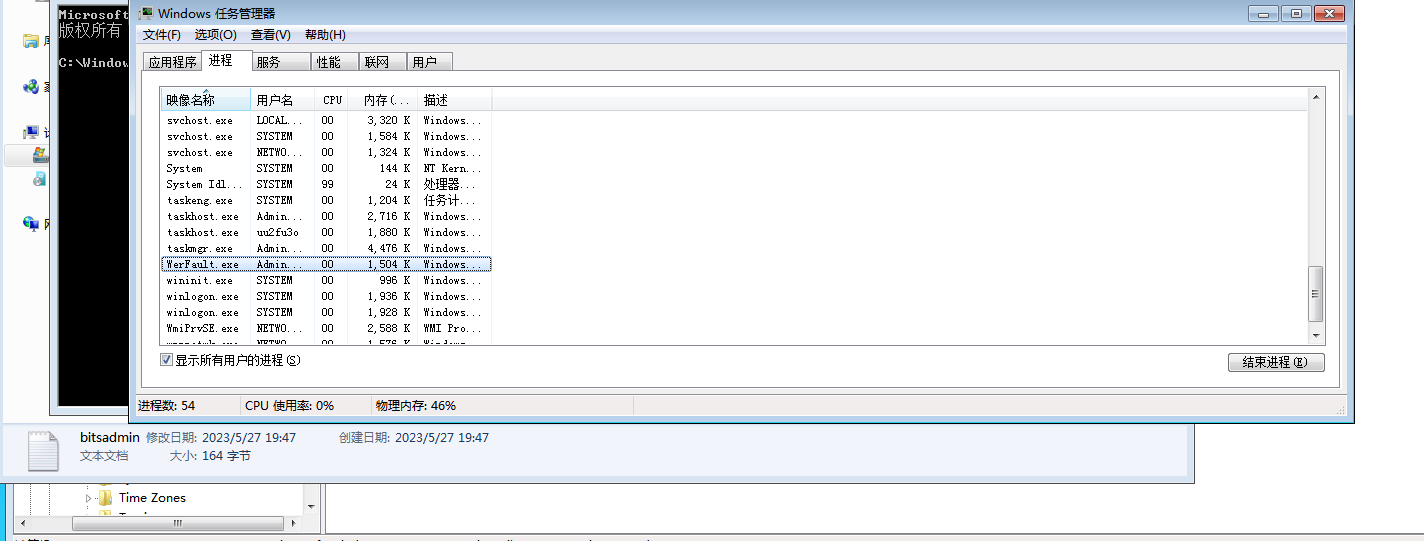 Microsoft
版权所有
C:\Window
Windows 任务管理器
文件(F) 选项(O) 查看(V) 帮助(H)
应用程序 进程 服务 性能 联网 用户
映像名称 用户名 CPU 内存(... 描述
svchost.exe LOCAL... 00 3,320 K Windows...
svchost.exe SYSTEM 00 1,584 K Windows...
svchost.exe NETWO... 00 1,324 K Windows...
System SYSTEM 00 144 K NT Kern...
System Idl... SYSTEM 99 24 K 处理器...
taskeng.exe SYSTEM 00 1,204 K 任务计...
taskhost.exe Admin... 00 2,716 K Windows...
taskhost.exe uu2fu3o 00 1,880 K Windows...
taskmgr.exe Admin... 00 4,476 K Windows...
WerFault.exe Admin... 00 1,504 K Windows...
wininit.exe SYSTEM 00 996 K Windows...
winlogon.exe SYSTEM 00 1,936 K Windows...
winlogon.exe SYSTEM 00 1,928 K Windows...
WmiPrvSE.exe NETWO... 00 2,588 K WMI Pro...
显示所有用户的进程(S)
结束进程(E)
进程数: 54 CPU 使用率: 0% 物理内存: 46%
bitsadmin 修改日期: 2023/5/27 19:47 创建日期: 2023/5/27 19:47
文本文档 大小: 164 字节
Time Zones